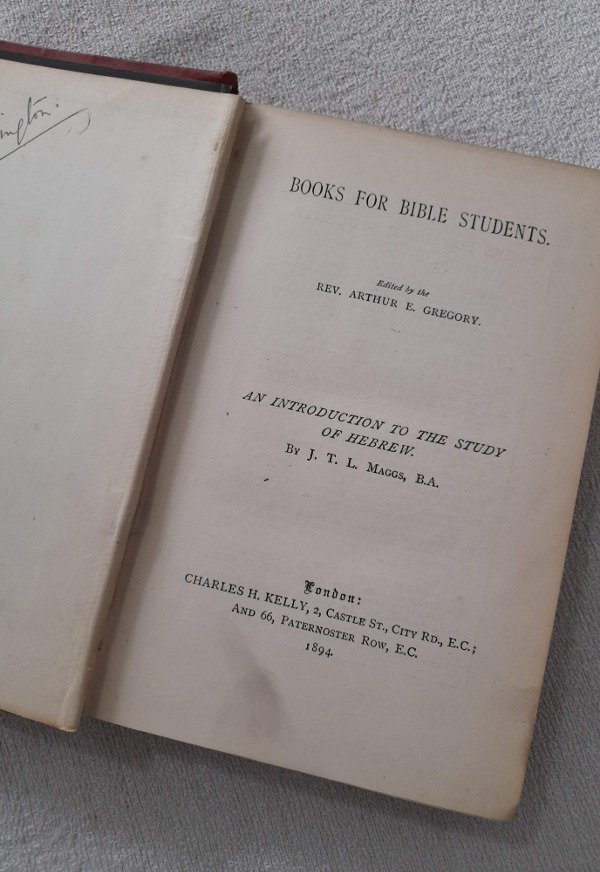 BOOKS FOR BIBLE STUDENTS.
Edited by the
REV. ARTHUR E. GREGORY.
AN INTRODUCTION TO THE STUDY
OF HEBREW.
By J. T. L. Maggs, B.A.
London:
CHARLES H. KELLY, 2, Castle St., City Rd., E.C.;
And 66, Paternoster Row, E.C.
1894